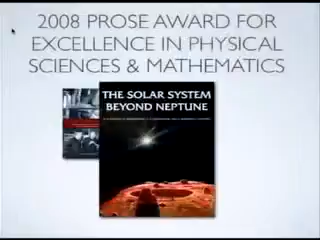 2008 PROSE AWARD FOR
EXCELLENCE IN PHYSICAL
SCIENCES & MATHEMATICS
THE SOLAR SYSTEM
BEYOND NEPTUNE